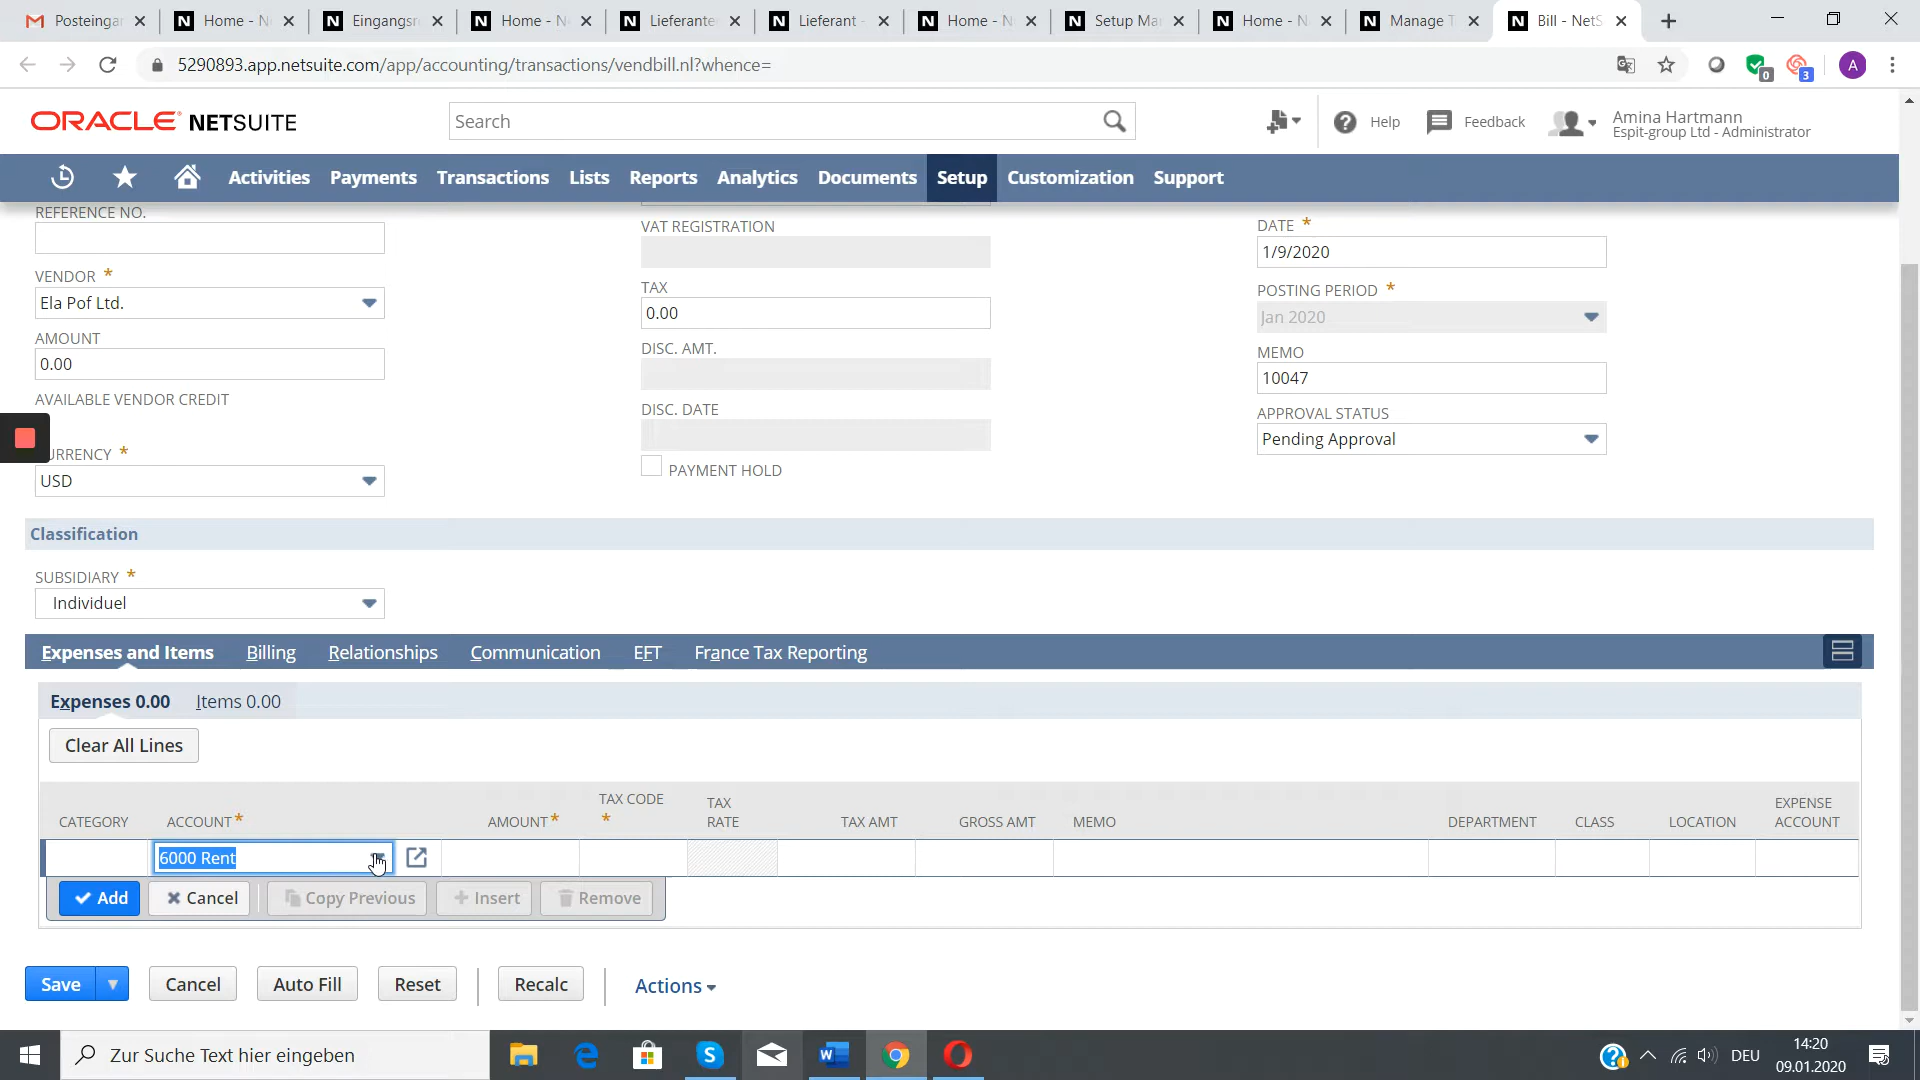 Posteingan
Home - N
Eingangsr
Home - N
Lieferante
Lieferant -
Home - N
Setup Ma
Home - N
Manage T
Bill - NetS
5290893.app.netsuite.com/app/accounting/transactions/vendbill.nl?whence=
0
3
A
ORACLE NETSUITE
Search
Help
Feedback
Amina Hartmann
Espit-group Ltd - Administrator
Activities Payments Transactions Lists Reports Analytics Documents Setup Customization Support
REFERENCE NO.
VENDOR *
Ela Pof Ltd.
AMOUNT
0.00
AVAILABLE VENDOR CREDIT
URRENCY *
USD
VAT REGISTRATION
TAX
0.00
DISC. AMT.
DISC. DATE
PAYMENT HOLD
DATE *
1/9/2020
POSTING PERIOD *
Jan 2020
MEMO
10047
APPROVAL STATUS
Pending Approval
Classification
SUBSIDIARY *
Individuel
Expenses and Items Billing Relationships Communication EFT France Tax Reporting
Expenses 0.00 Items 0.00
Clear All Lines
CATEGORY ACCOUNT * AMOUNT * TAX CODE * TAX RATE TAX AMT GROSS AMT MEMO DEPARTMENT CLASS LOCATION EXPENSE ACCOUNT
6000 Rent
Add Cancel Copy Previous Insert Remove
Save Cancel Auto Fill Reset Recalc Actions
Zur Suche Text hier eingeben
DEU
14:20
09.01.2020